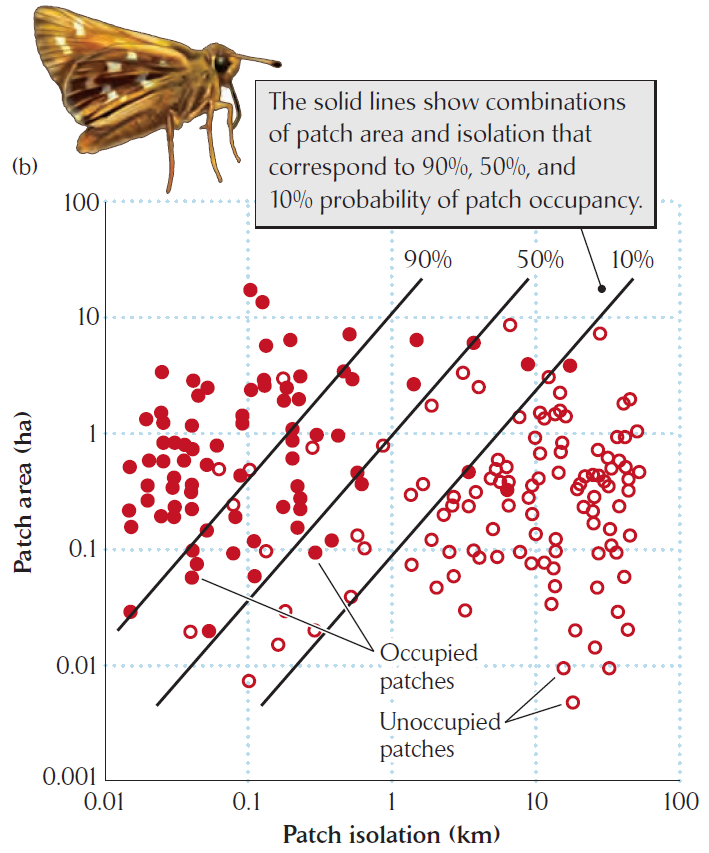 The solid lines show combinations
of patch area and isolation that
correspond to 90%, 50%, and
10% probability of patch occupancy.
(b)
100
90%
50%
10%
10
1
0.1
0.01
0.001
Patch area (ha)
Occupied
patches
Unoccupied
patches
0.01
0.1
1
10
100
Patch isolation (km)